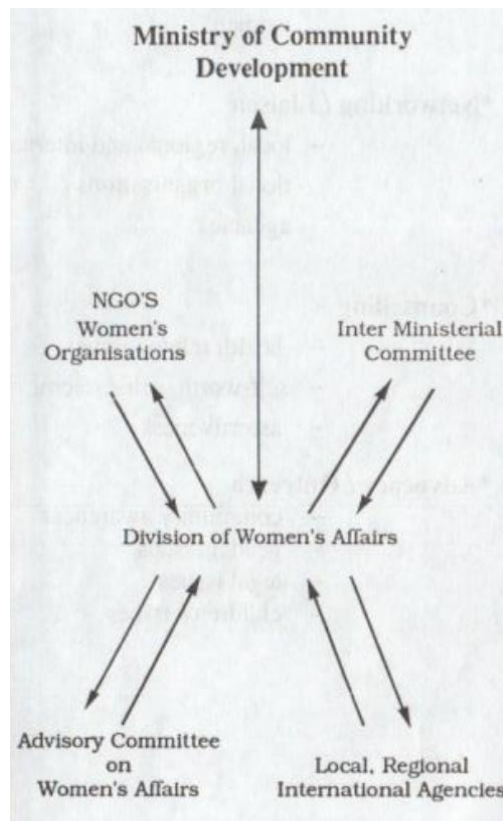 Ministry of Community
Development
NGO'S
Women's
Organisations
Inter Ministerial
Committee
Division of Women's Affairs
Advisory Committee
on
Women's Affairs
Local, Regional
International Agencies